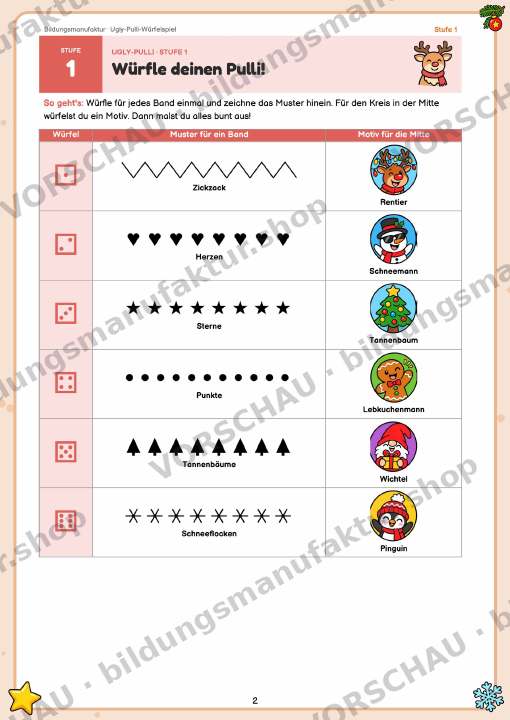 Bildungsmanufaktur · Ugly-Pulli-Würfelspiel
Stufe 1
STUFE
1
UGLY-PULLI · STUFE 1
Würfle deinen Pulli!
So geht's: Würfle für jedes Band einmal und zeichne das Muster hinein. Für den Kreis in der Mitte
würfelst du ein Motiv. Dann malst du alles bunt aus!
Würfel
Muster für ein Band
Motiv für die Mitte
Zickzack
Rentier
Herzen
Schneemann
Sterne
Tannenbaum
Punkte
Lebkuchenmann
Tannenbäume
Wichtel
Schneeflocken
Pinguin
2
VORSCHAU · bildungsmanufaktur.shop